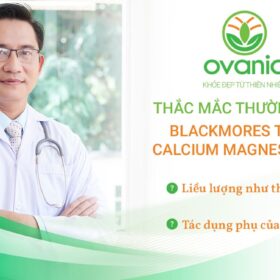 ovanic
KHỎE ĐẸP TỪ THIÊN NHIÊ
THẮC MẮC THƯỜN
BLACKMORES T
CALCIUM MAGNES
? Liều lượng như th
? Tác dụng phụ của